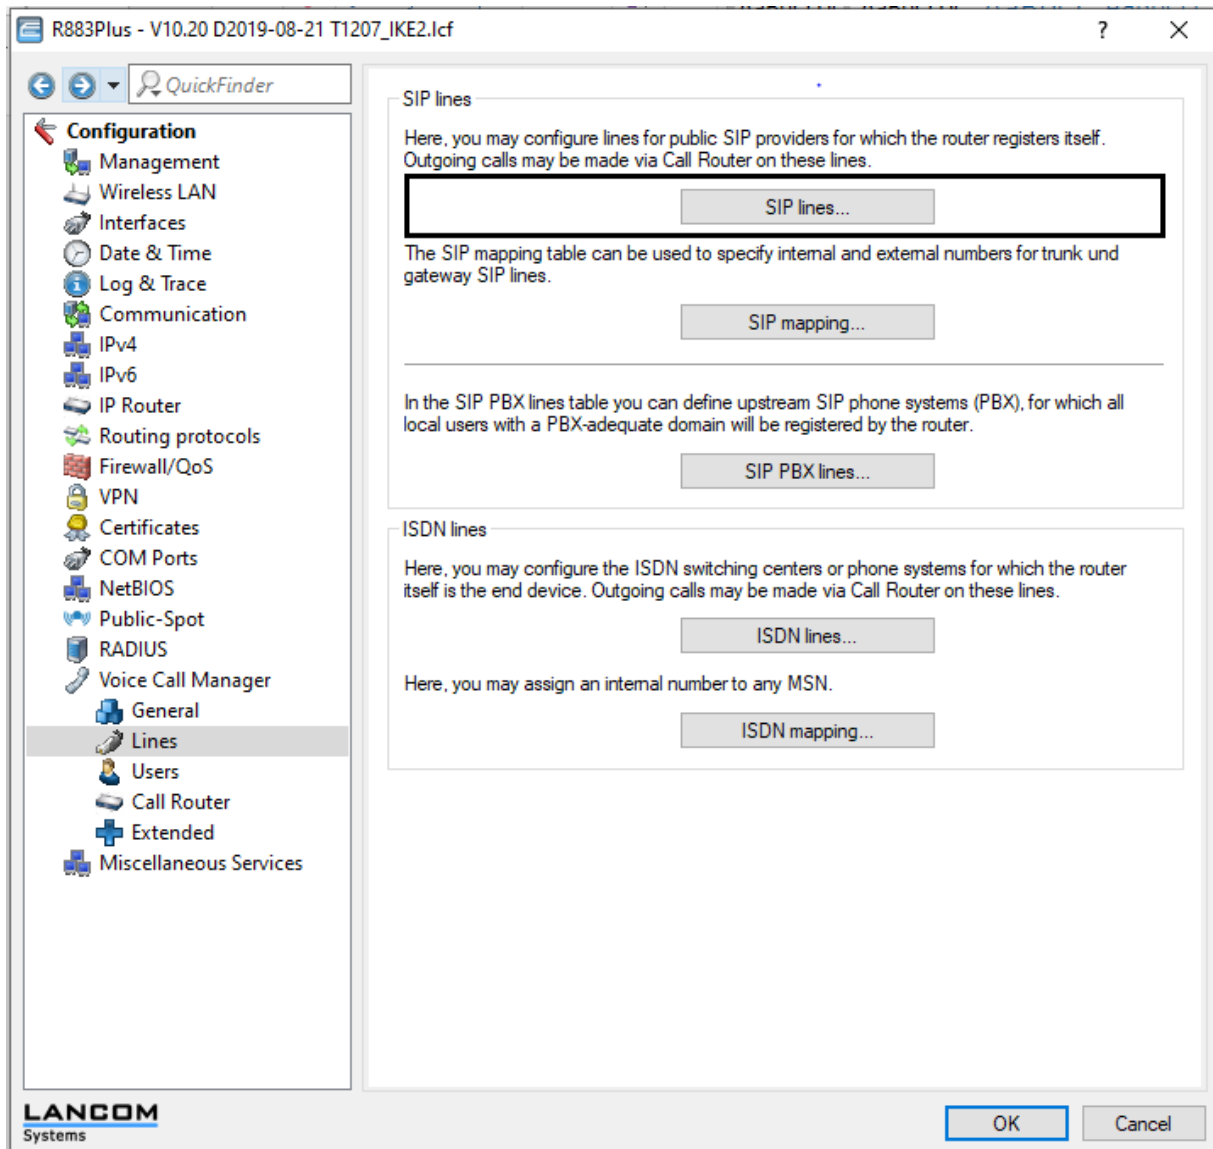 R883Plus - V10.20 D2019-08-21 T1207_IKE2.lcf
?
QuickFinder
Configuration
Management
Wireless LAN
Interfaces
Date & Time
Log & Trace
Communication
IPv4
IPv6
IP Router
Routing protocols
Firewall/QoS
VPN
Certificates
COM Ports
NetBIOS
Public-Spot
RADIUS
Voice Call Manager
General
Lines
Users
Call Router
Extended
Miscellaneous Services
SIP lines
Here, you may configure lines for public SIP providers for which the router registers itself.
Outgoing calls may be made via Call Router on these lines.
SIP lines...
The SIP mapping table can be used to specify internal and external numbers for trunk und
gateway SIP lines.
SIP mapping...
In the SIP PBX lines table you can define upstream SIP phone systems (PBX), for which all
local users with a PBX-adequate domain will be registered by the router.
SIP PBX lines...
ISDN lines
Here, you may configure the ISDN switching centers or phone systems for which the router
itself is the end device. Outgoing calls may be made via Call Router on these lines.
ISDN lines...
Here, you may assign an internal number to any MSN.
ISDN mapping...
LANCOM
Systems
OK
Cancel